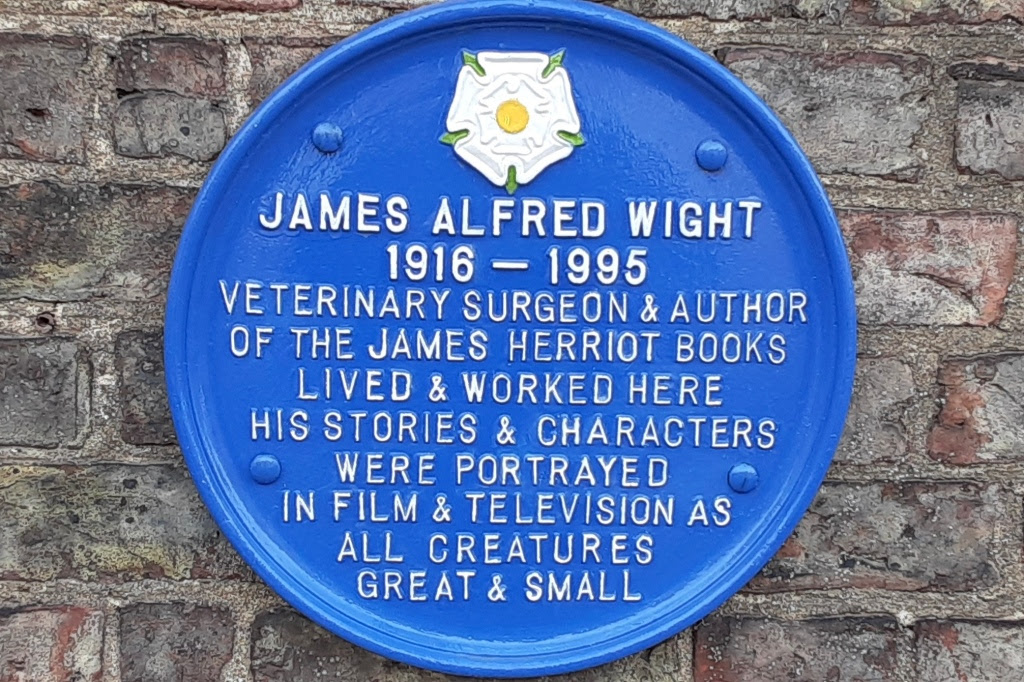 JAMES ALFRED WIGHT
1916 – 1995
VETERINARY SURGEON & AUTHOR
OF THE JAMES HERRIOT BOOKS
LIVED & WORKED HERE
HIS STORIES & CHARACTERS
WERE PORTRAYED
IN FILM & TELEVISION AS
ALL CREATURES
GREAT & SMALL